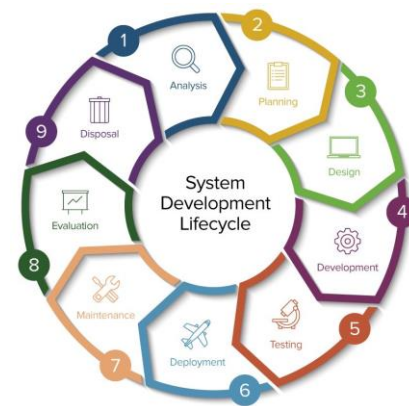 System
Development
Lifecycle
1
Analysis
2
Planning
3
Design
4
Development
5
Testing
6
Deployment
7
Maintenance
8
Evaluation
9
Disposal